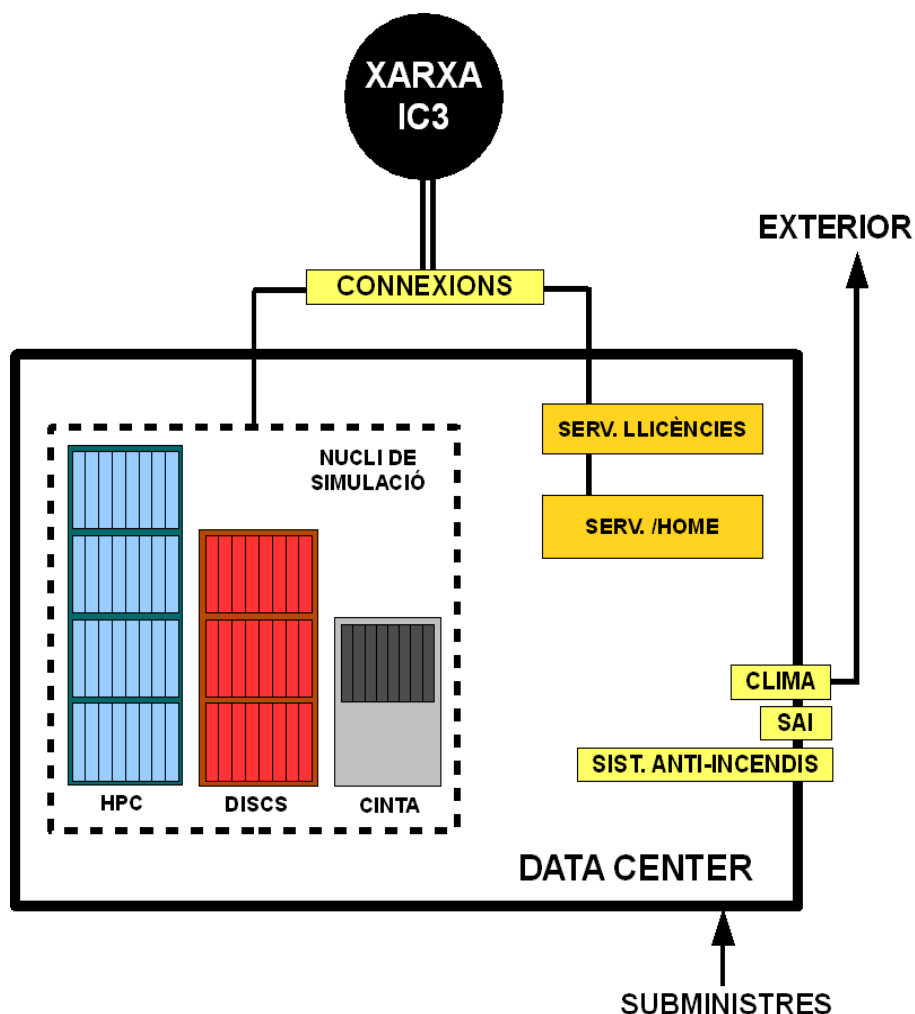 XARXA
IC3
EXTERIOR
CONNEXIONS
SERV. LLICÈNCIES
NUCLI DE
SIMULACIÓ
SERV. /HOME
CLIMA
SAI
SIST. ANTI-INCENDIS
HPC
DISCS
CINTA
DATA CENTER
SUBMINISTRES